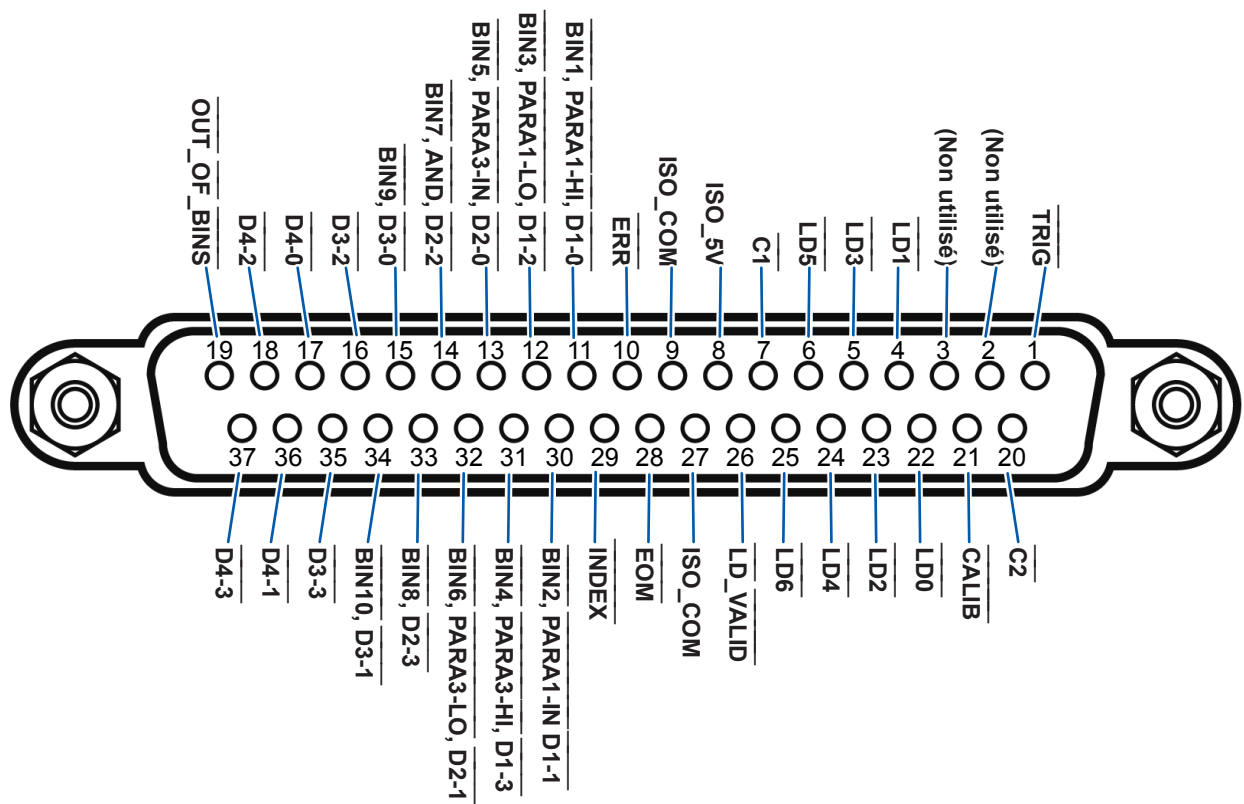 OUT_OF_BINS
D4-2
D4-0
D3-2
BIN9, D3-0
BIN7, AND, D2-2
BIN5, PARA3-IN, D2-0
BIN3, PARA1-LO, D1-2
BIN1, PARA1-HI, D1-0
ERR
ISO_COM
ISO_5V
C1
LD5
LD3
LD1
(Non utilisé)
(Non utilisé)
TRIG
19 18 17 16 15 14 13 12 11 10 9 8 7 6 5 4 3 2 1
37 36 35 34 33 32 31 30 29 28 27 26 25 24 23 22 21 20
D4-3
D4-1
D3-3
BIN10, D3-1
BIN8, D2-3
BIN6, PARA3-LO, D2-1
BIN4, PARA3-HI, D1-3
BIN2, PARA1-IN D1-1
INDEX
EOM
ISO_COM
LD_VALID
LD6
LD4
LD2
LD0
CALIB
C2